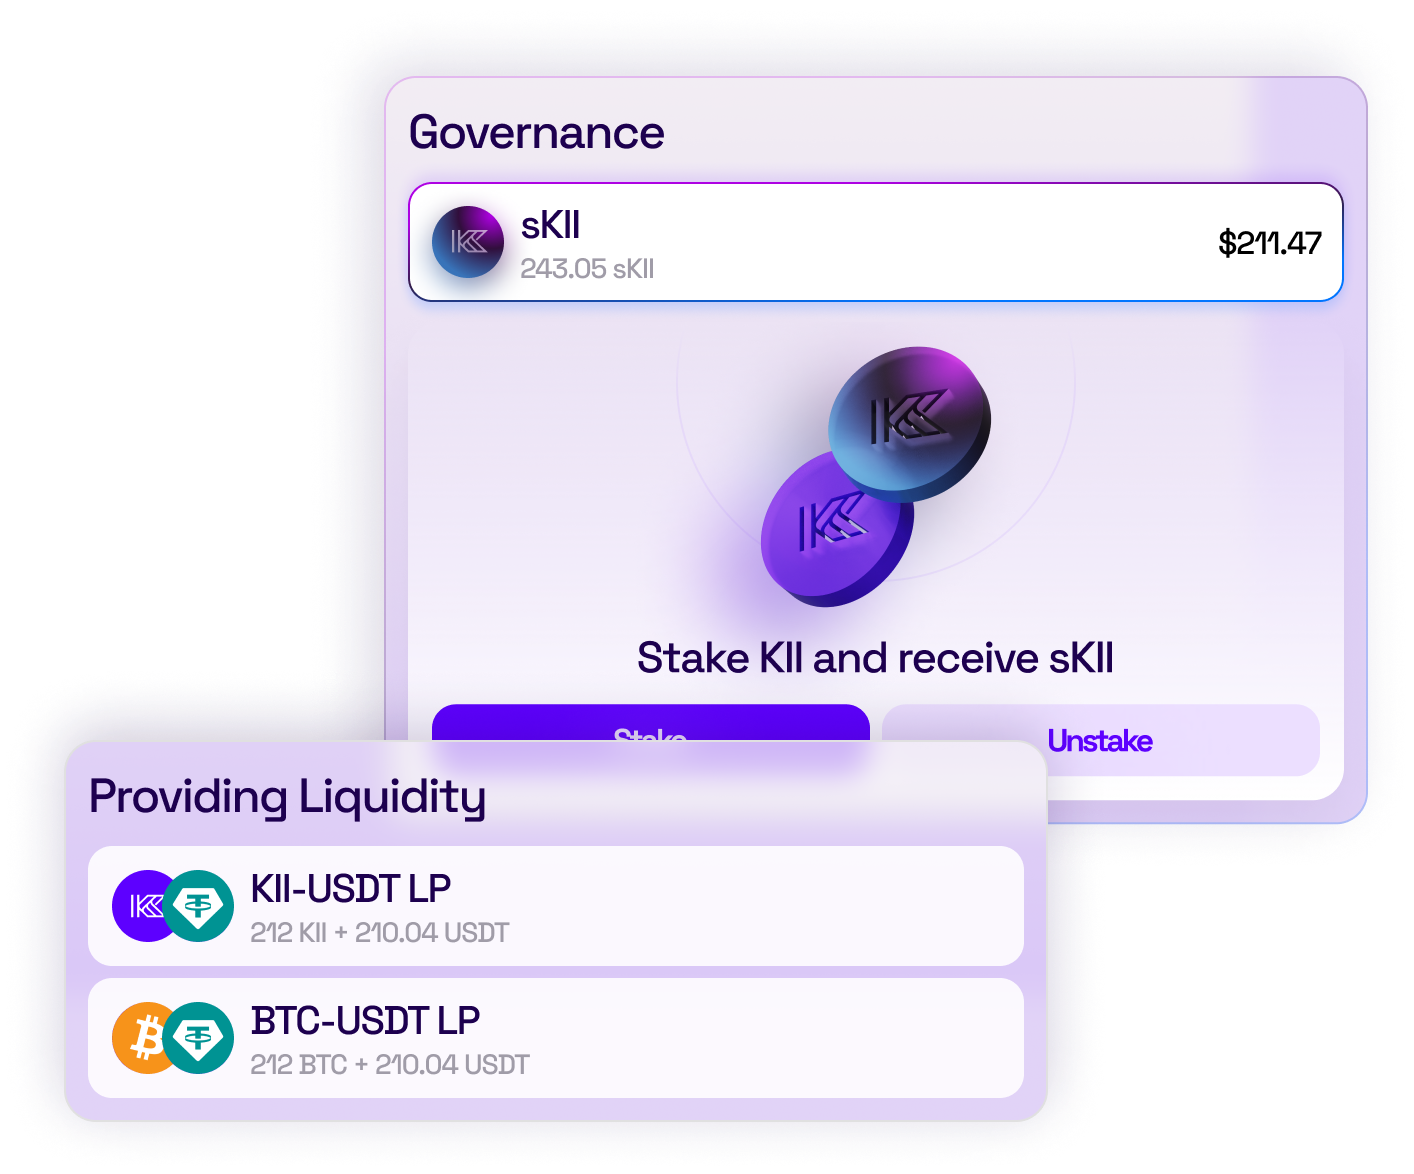 Governance
sKII
243.05 sKII
$211.47
Stake KII and receive sKII
Stake
Unstake
Providing Liquidity
KII-USDT LP
212 KII + 210.04 USDT
BTC-USDT LP
212 BTC + 210.04 USDT